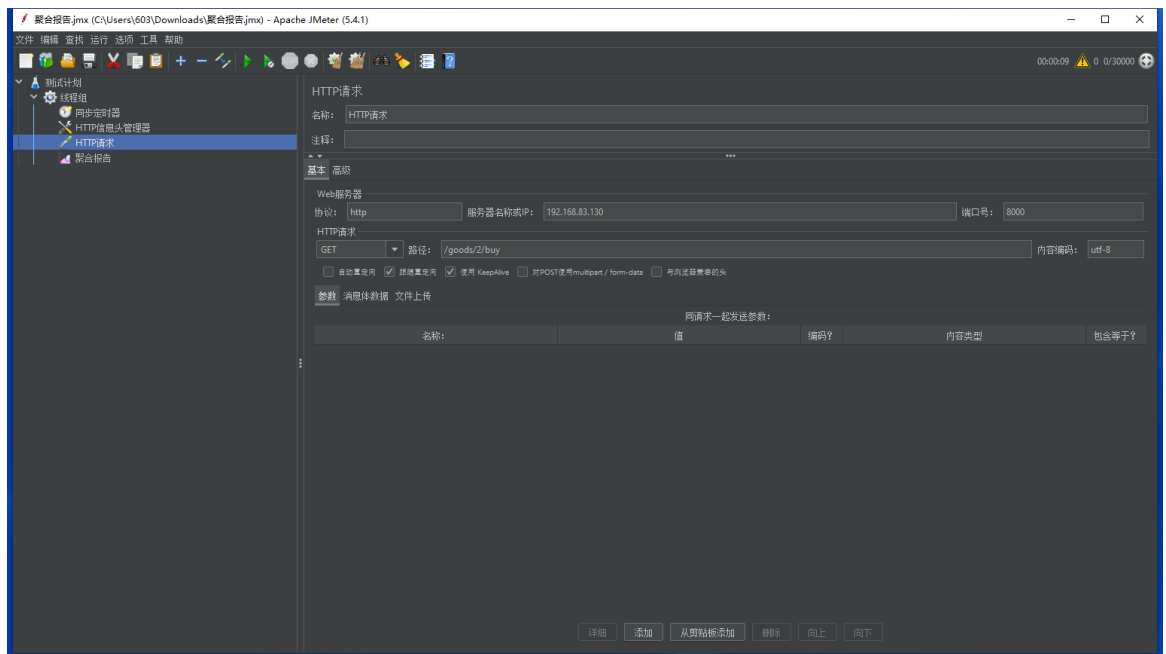 聚合报告.jmx (C:\Users\603\Downloads\聚合报告.jmx) - Apache JMeter (5.4.1)
文件 编辑 查找 运行 选项 工具 帮助
00:00:09 0 0/30000
测试计划
线程组
同步定时器
HTTP信息头管理器
HTTP请求
聚合报告
HTTP请求
名称： HTTP请求
注释：
基本 高级
Web服务器
协议： http 服务器名称或IP： 192.168.83.130 端口号： 8000
HTTP请求
GET 路径： /goods/2/buy 内容编码： utf-8
自动重定向 跟随重定向 使用 KeepAlive 对POST使用multipart / form-data 与浏览器兼容的头
参数 消息体数据 文件上传
同请求一起发送参数：
名称： 值 编码? 内容类型 包含等于?
详细 添加 从剪贴板添加 删除 向上 向下